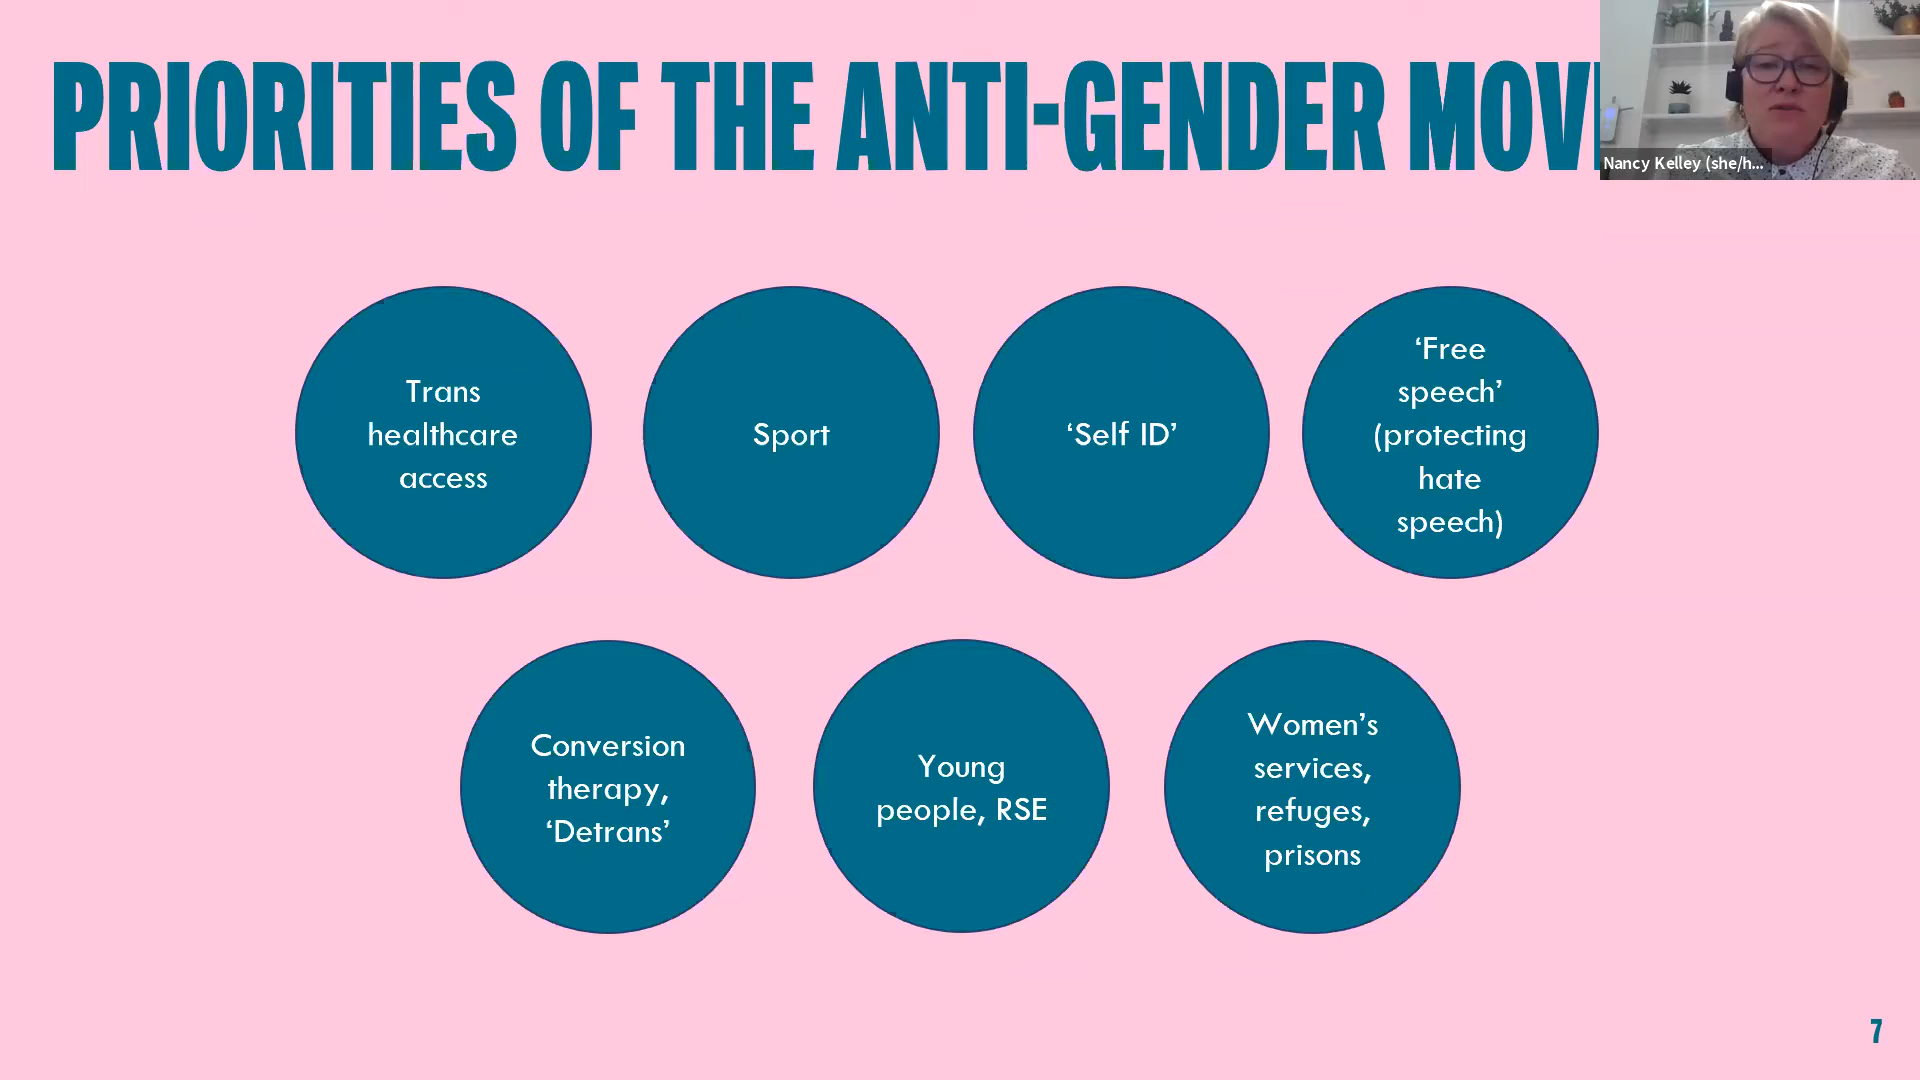 PRIORITIES OF THE ANTI-GENDER MOV
Nancy Kelley (she/h...
Trans
healthcare
access
Sport
‘Self ID’
‘Free
speech’
(protecting
hate
speech)
Conversion
therapy,
‘Detrans’
Young
people, RSE
Women’s
services,
refuges,
prisons
7